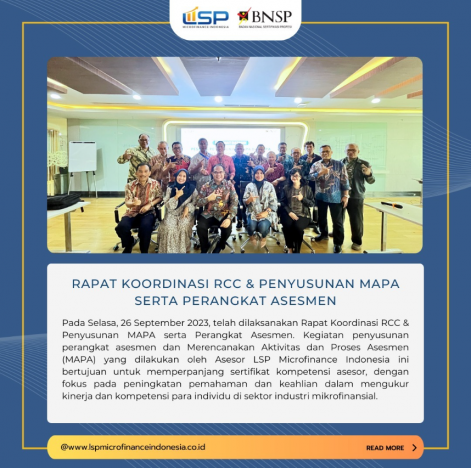 LSP
MICROFINANCE INDONESIA
BNSP
BADAN NASIONAL SERTIFIKASI PROFESI
RAPAT KOORDINASI RCC & PENYUSUNAN MAPA
SERTA PERANGKAT ASESMEN
Pada Selasa, 26 September 2023, telah dilaksanakan Rapat Koordinasi RCC &
Penyusunan MAPA serta Perangkat Asesmen. Kegiatan penyusunan
perangkat asesmen dan Merencanakan Aktivitas dan Proses Asesmen
(MAPA) yang dilakukan oleh Asesor LSP Microfinance Indonesia ini
bertujuan untuk memperpanjang sertifikat kompetensi asesor, dengan
fokus pada peningkatan pemahaman dan keahlian dalam mengukur
kinerja dan kompetensi para individu di sektor industri mikrofinansial.
@www.lspmicrofinanceindonesia.co.id
READ MORE